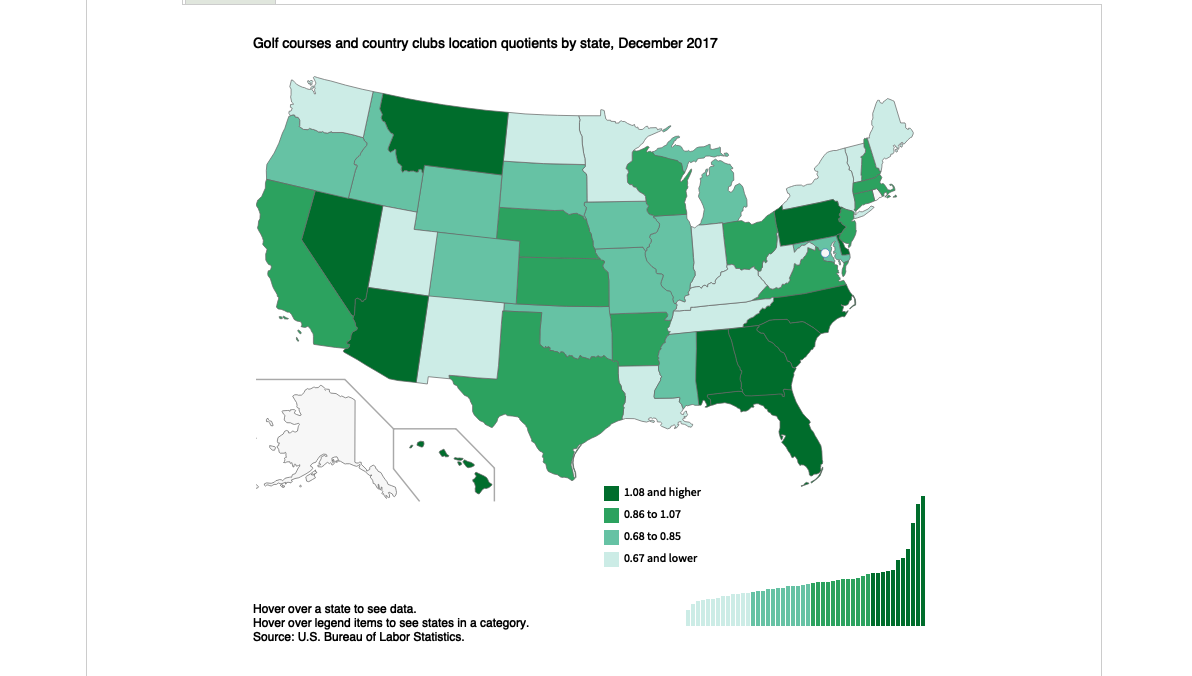 Golf courses and country clubs location quotients by state, December 2017
1.08 and higher
0.86 to 1.07
0.68 to 0.85
0.67 and lower
Hover over a state to see data.
Hover over legend items to see states in a category.
Source: U.S. Bureau of Labor Statistics.